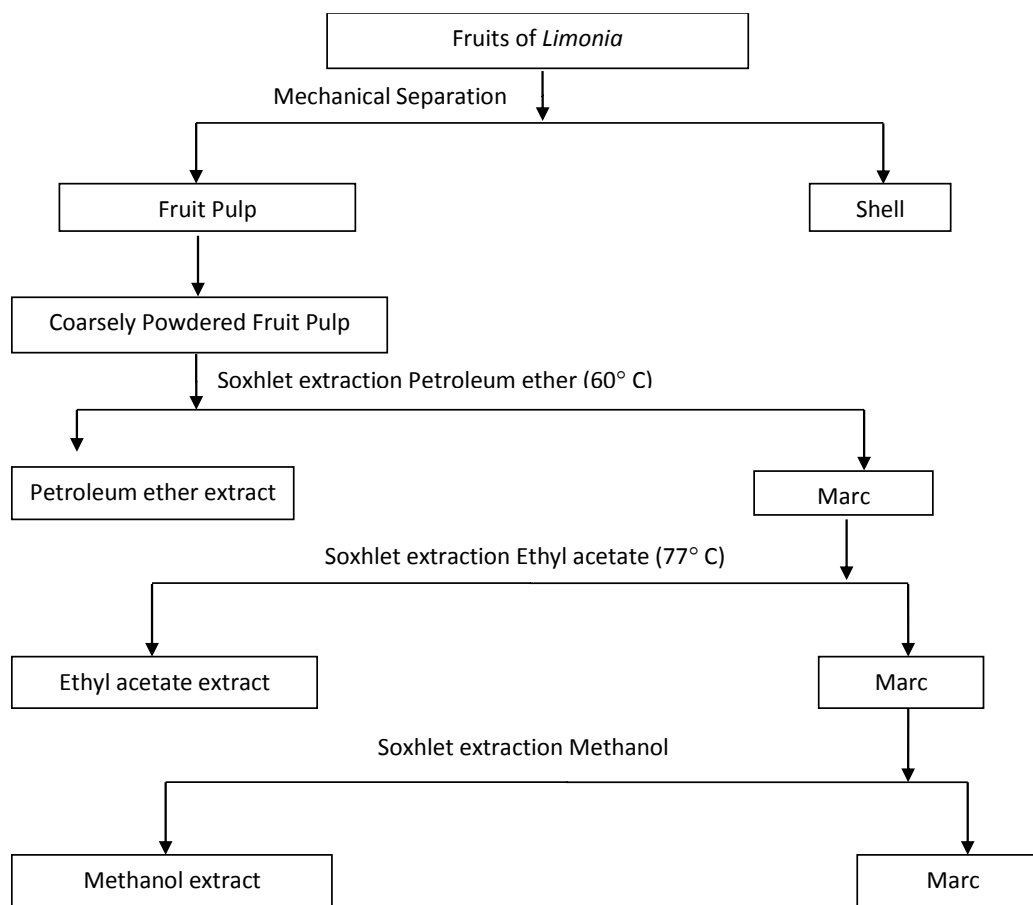 Fruits of Limonia
Mechanical Separation
Fruit Pulp
Shell
Coarsely Powdered Fruit Pulp
Soxhlet extraction Petroleum ether (60° C)
Petroleum ether extract
Marc
Soxhlet extraction Ethyl acetate (77° C)
Ethyl acetate extract
Marc
Soxhlet extraction Methanol
Methanol extract
Marc